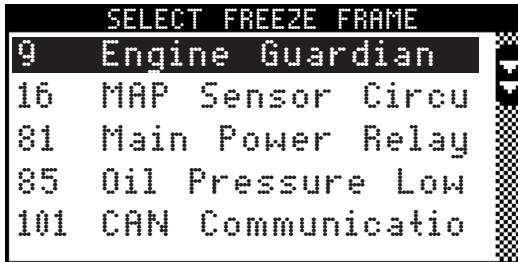 SELECT FREEZE FRAME
9 Engine Guardian
16 MAP Sensor Circu
81 Main Power Relay
85 Oil Pressure Low
101 CAN Communicatio